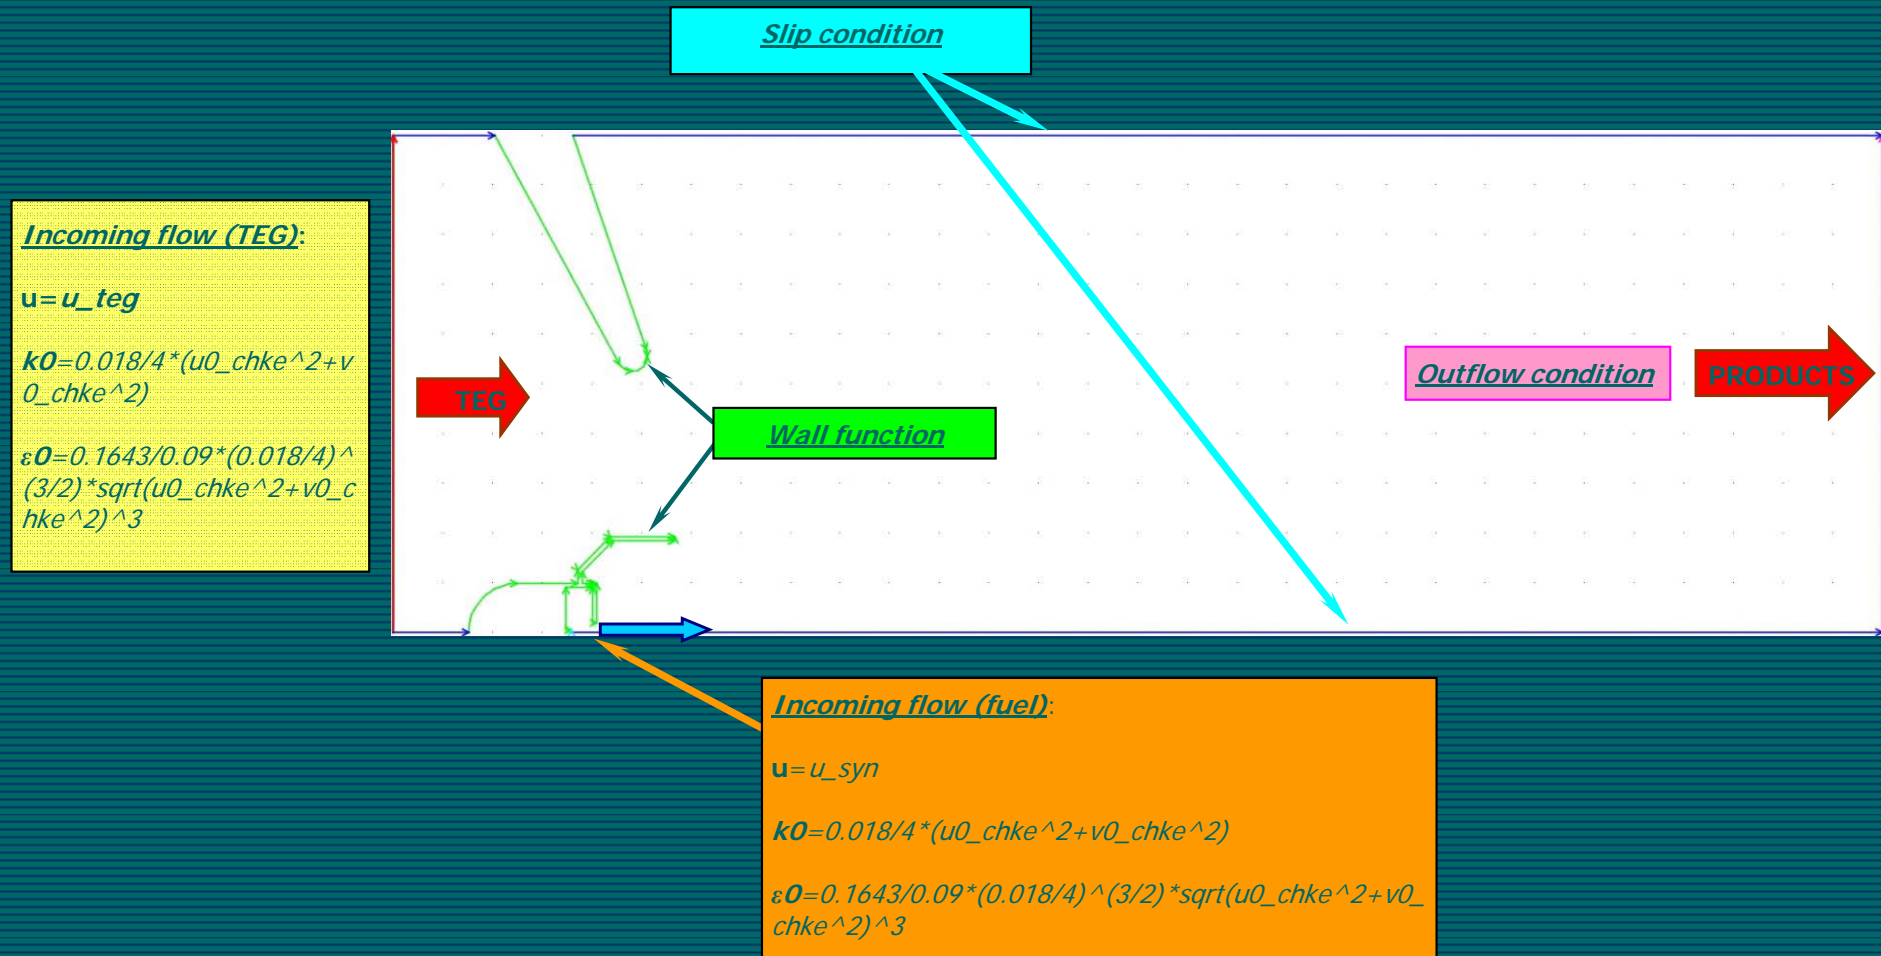 Slip condition
Incoming flow (TEG):
u=u_teg
k0=0.018/4*(u0_chke^2+v
0_chke^2)
ε0=0.1643/0.09*(0.018/4)^
(3/2)*sqrt(u0_chke^2+v0_c
hke^2)^3
TEG
Wall function
Outflow condition
PRODUCTS
Incoming flow (fuel):
u=u_syn
k0=0.018/4*(u0_chke^2+v0_chke^2)
ε0=0.1643/0.09*(0.018/4)^(3/2)*sqrt(u0_chke^2+v0_
chke^2)^3